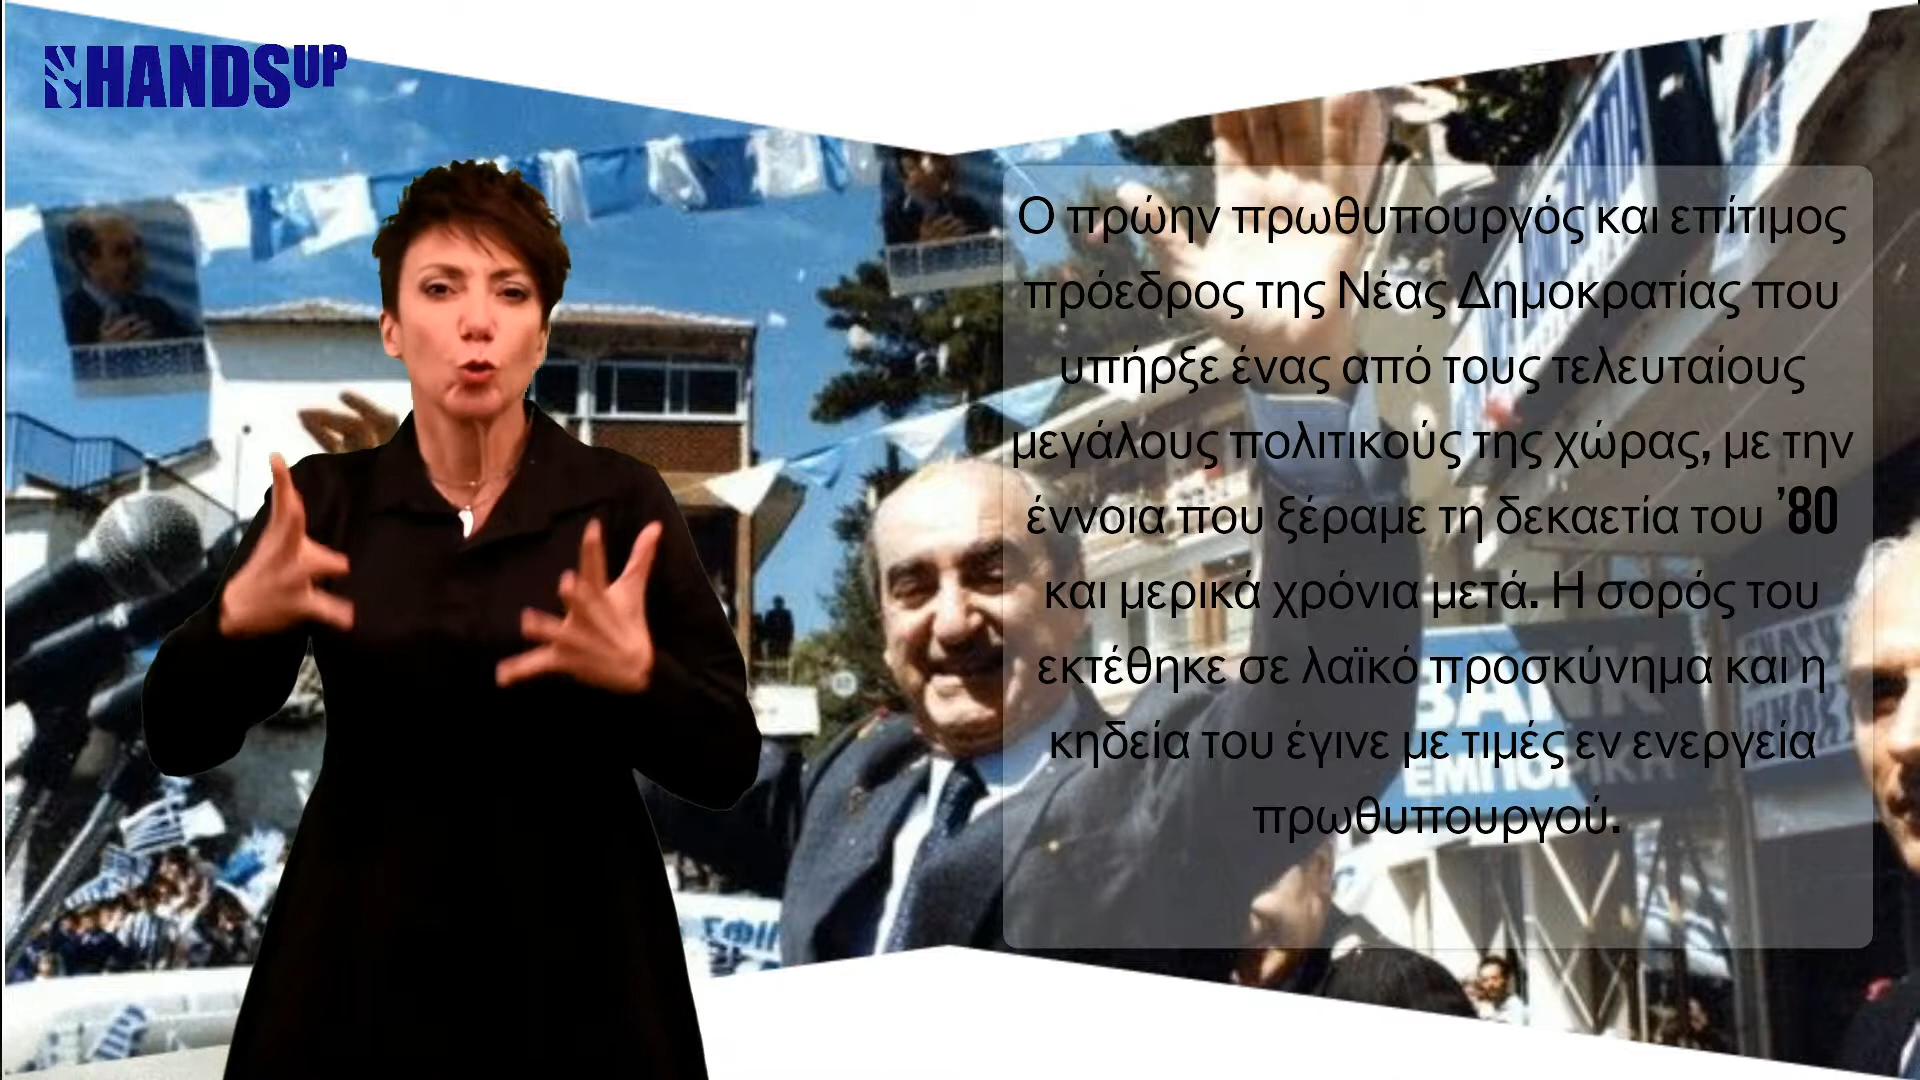 HANDSUP
Ο πρώην πρωθυπουργός και επίτιμος
πρόεδρος της Νέας Δημοκρατίας που
υπήρξε ένας από τους τελευταίους
μεγάλους πολιτικούς της χώρας, με την
έννοια που ξέραμε τη δεκαετία του ’80
και μερικά χρόνια μετά. Η σορός του
εκτέθηκε σε λαϊκό προσκύνημα και η
κηδεία του έγινε με τιμές εν ενεργεία
πρωθυπουργού.
BANK
ΕΜΠΟΡΙΚΗ